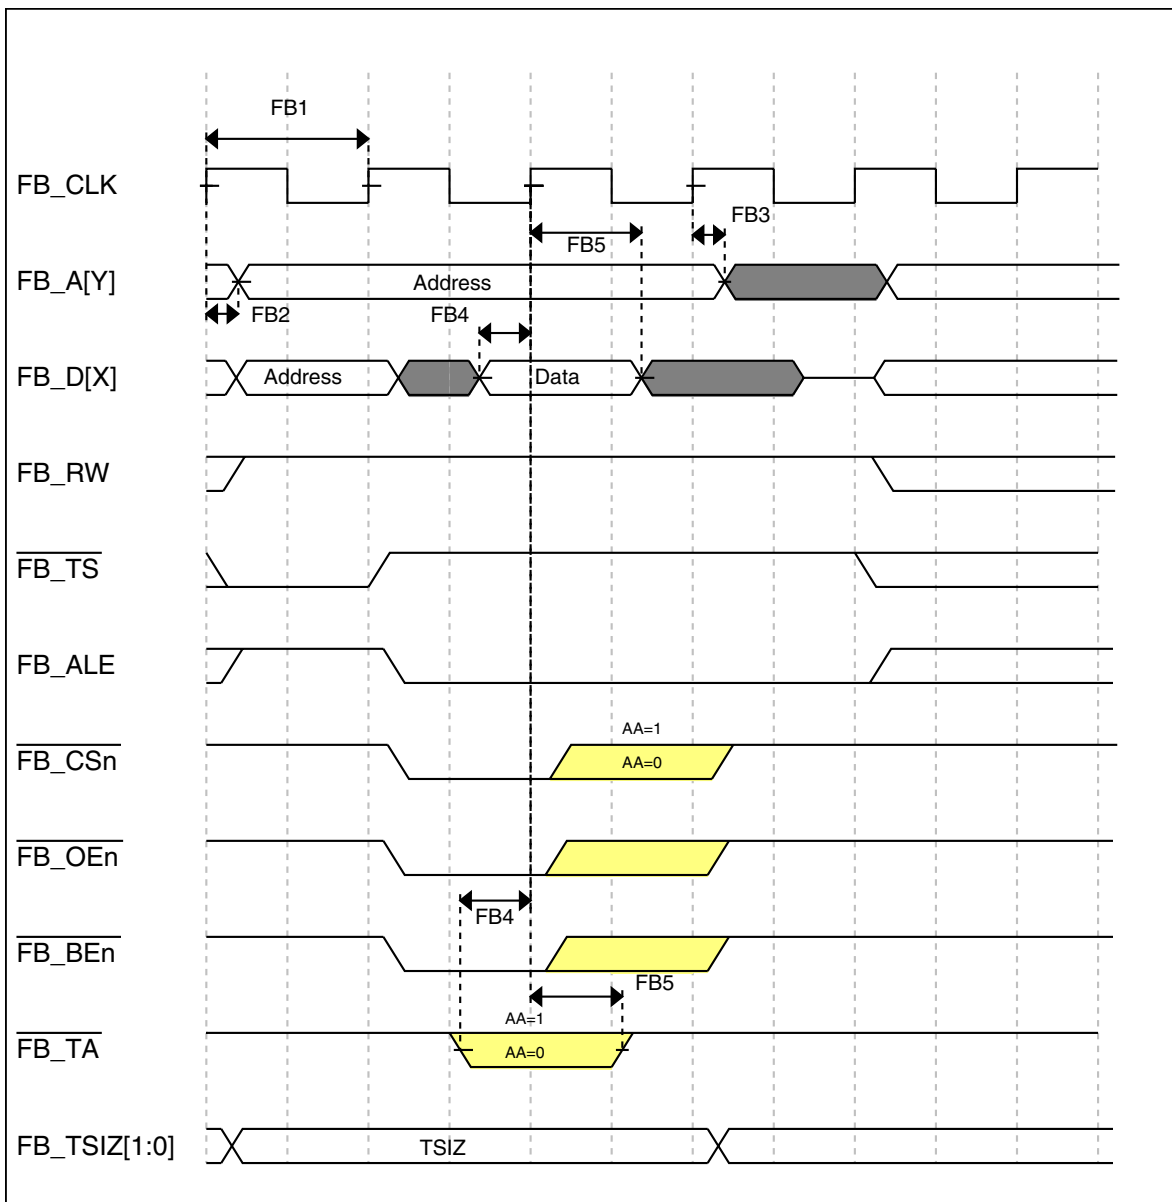 FB1
FB_CLK
FB3
FB5
FB_A[Y]
Address
FB2
FB4
FB_D[X]
Address
Data
FB_RW
FB_TS
FB_ALE
AA=1
FB_CSn
AA=0
FB_OEn
FB4
FB_BEn
FB5
AA=1
FB_TA
AA=0
FB_TSIZ[1:0]
TSIZ